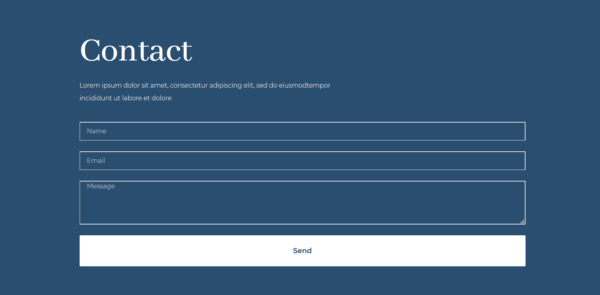 Contact
Lorem ipsum dolor sit amet, consectetur adipiscing elit, sed do eiusmodtempor
incididunt ut labore et dolore
Name
Email
Message
Send